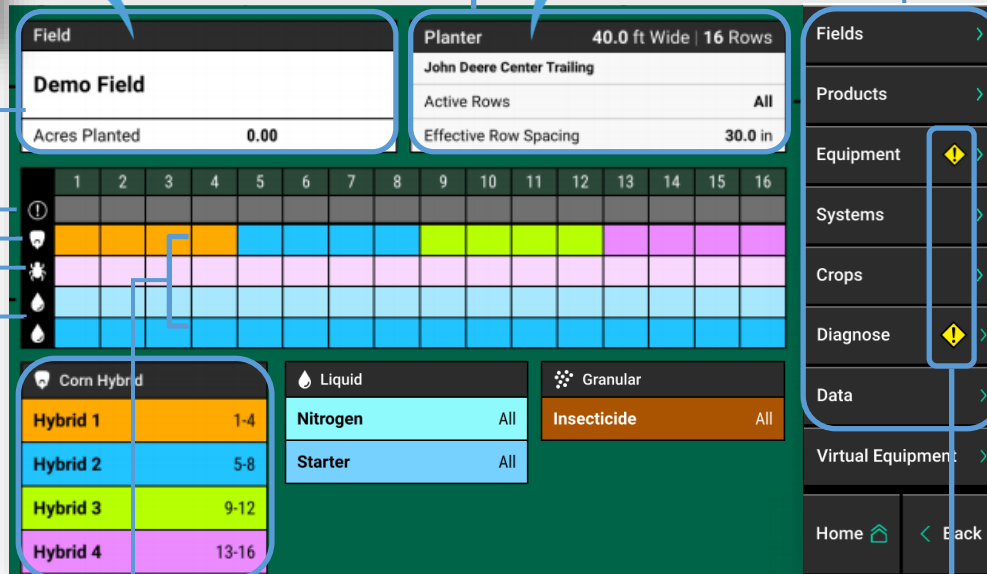 Field
Demo Field
Acres Planted 0.00
Planter 40.0 ft Wide | 16 Rows
John Deere Center Trailing
Active Rows All
Effective Row Spacing 30.0 in
1 2 3 4 5 6 7 8 9 10 11 12 13 14 15 16
Corn Hybrid
Hybrid 1 1-4
Hybrid 2 5-8
Hybrid 3 9-12
Hybrid 4 13-16
Liquid
Nitrogen All
Starter All
Granular
Insecticide All
Fields
Products
Equipment
Systems
Crops
Diagnose
Data
Virtual Equipment
Home
Back